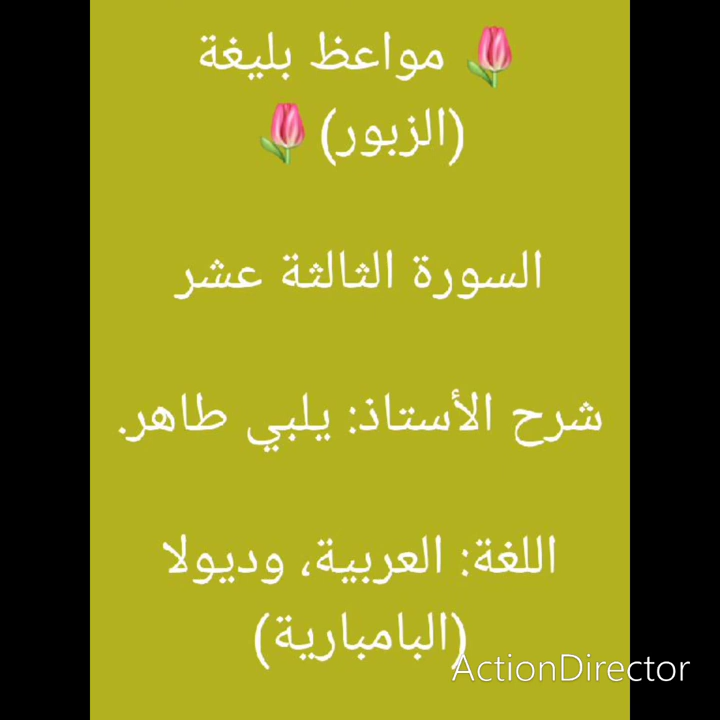 🌷 مواعظ بليغة
(الزبور) 🌷
السورة الثالثة عشر
شرح الأستاذ: يلبي طاهر.
اللغة: العربية، وديولا
(البامبارية)
ActionDirector